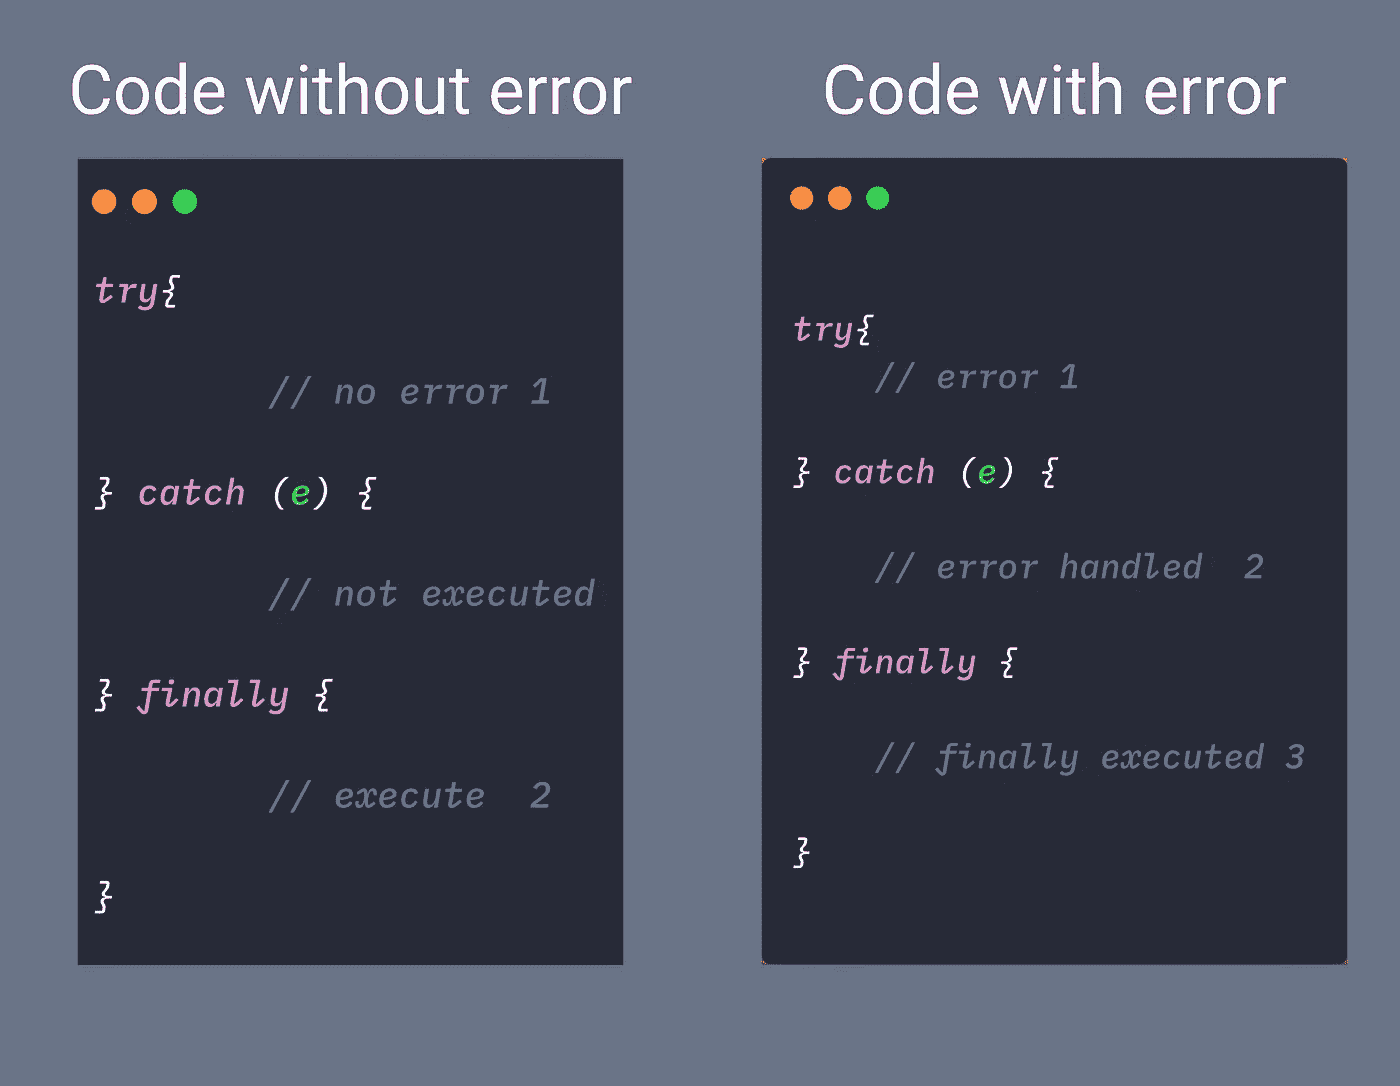 Code without error
try{
// no error 1
} catch (e) {
// not executed
} finally {
// execute  2
}
Code with error
try{
// error 1
} catch (e) {
// error handled  2
} finally {
// finally executed 3
}